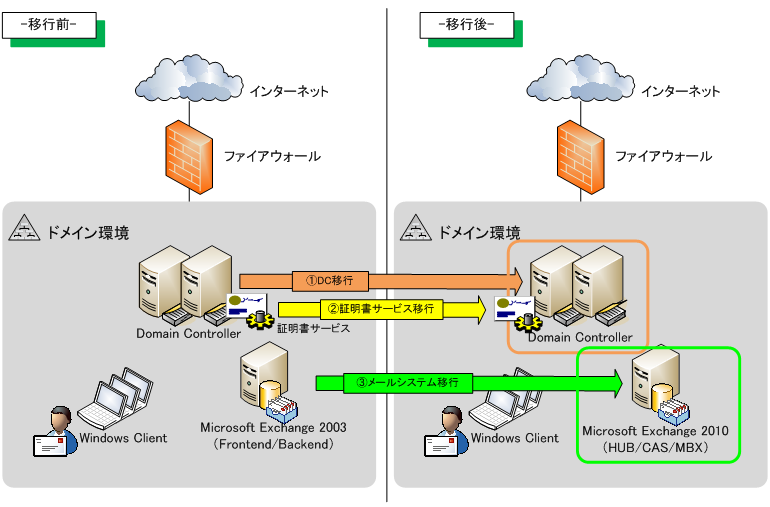 -移行前-
インターネット
ファイアウォール
ドメイン環境
Domain Controller
証明書サービス
Windows Client
Microsoft Exchange 2003
(Frontend/Backend)
①DC移行
②証明書サービス移行
③メールシステム移行
-移行後-
インターネット
ファイアウォール
ドメイン環境
Domain Controller
Windows Client
Microsoft Exchange 2010
(HUB/CAS/MBX)